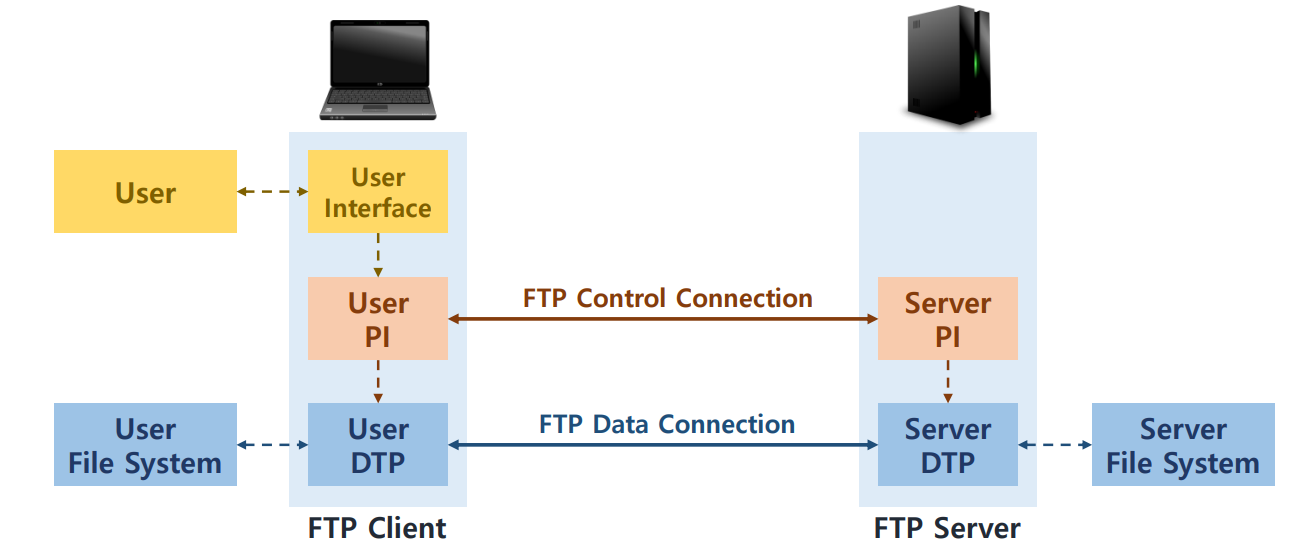 User
User
Interface
User
PI
FTP Control Connection
Server
PI
User
File System
User
DTP
FTP Data Connection
Server
DTP
Server
File System
FTP Client
FTP Server